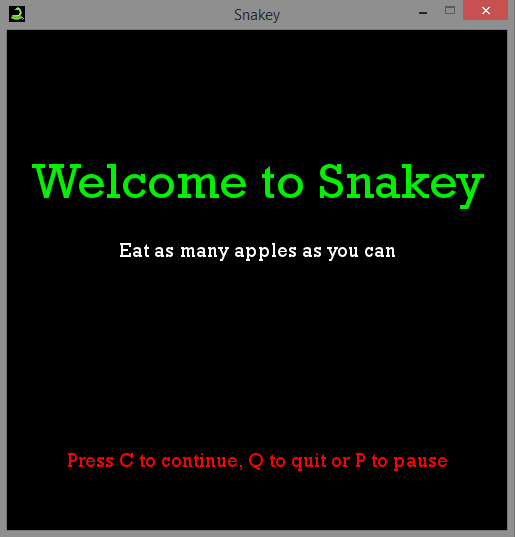 Snakey
Welcome to Snakey
Eat as many apples as you can
Press C to continue, Q to quit or P to pause